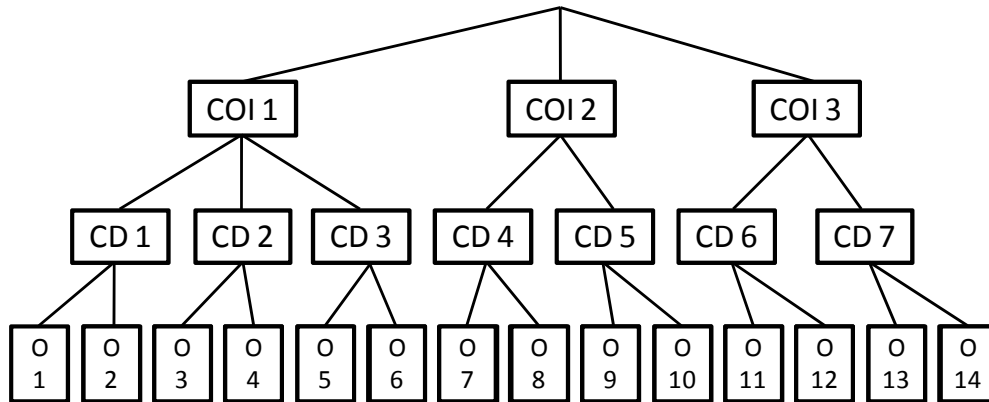 COI 1
COI 2
COI 3
CD 1
CD 2
CD 3
CD 4
CD 5
CD 6
CD 7
O
1
O
2
O
3
O
4
O
5
O
6
O
7
O
8
O
9
O
10
O
11
O
12
O
13
O
14